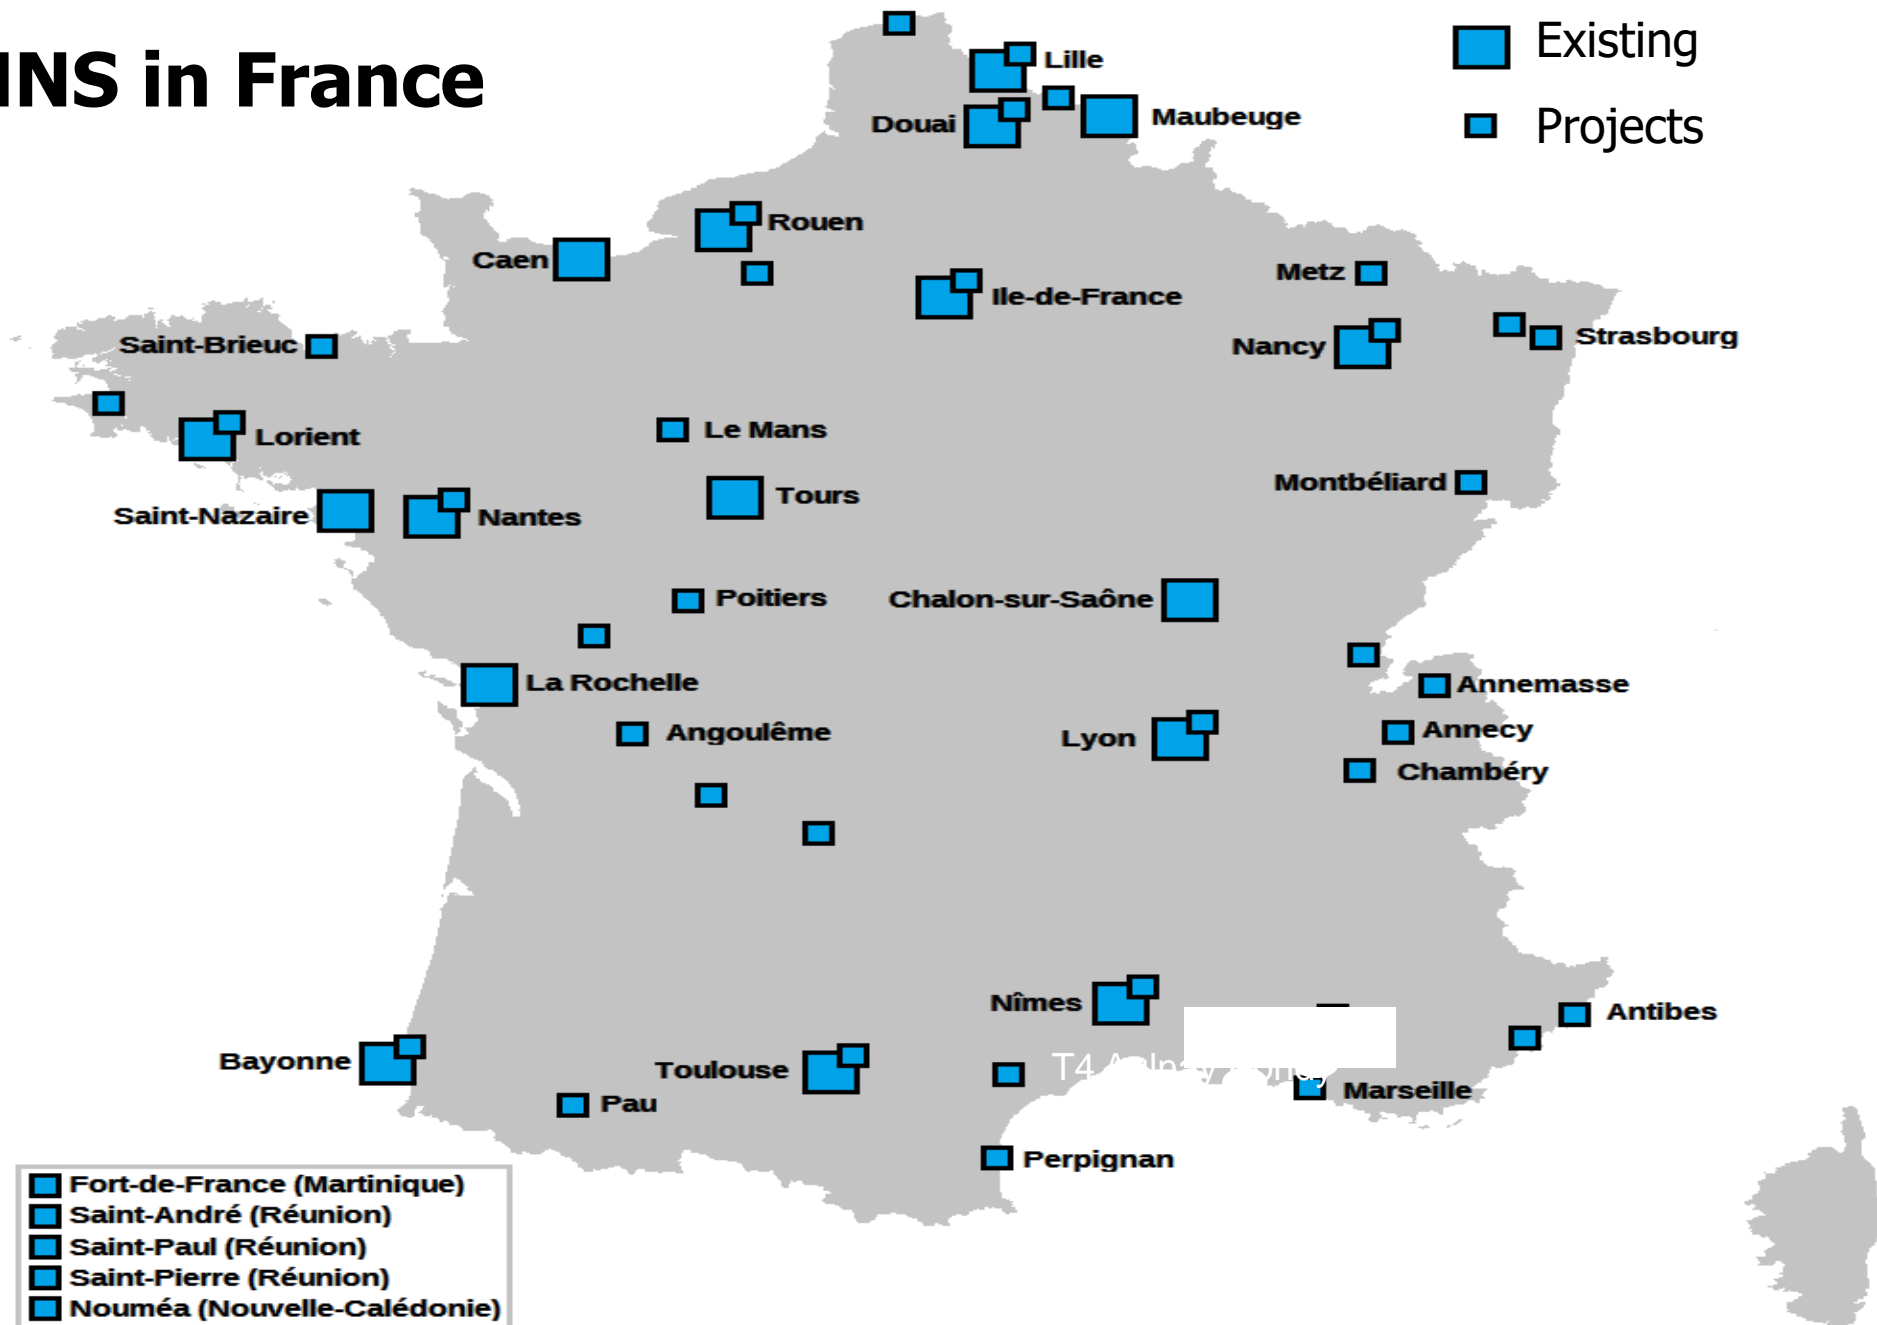 INS in France
Existing
Projects
Lille
Douai
Maubeuge
Rouen
Caen
Ile-de-France
Metz
Nancy
Strasbourg
Saint-Brieuc
Lorient
Le Mans
Saint-Nazaire
Nantes
Tours
Montbéliard
Poitiers
Chalon-sur-Saône
La Rochelle
Annemasse
Angoulême
Lyon
Annecy
Chambéry
Nîmes
Antibes
Bayonne
Toulouse
T4
Marseille
Pau
Perpignan
Fort-de-France (Martinique)
Saint-André (Réunion)
Saint-Paul (Réunion)
Saint-Pierre (Réunion)
Nouméa (Nouvelle-Calédonie)